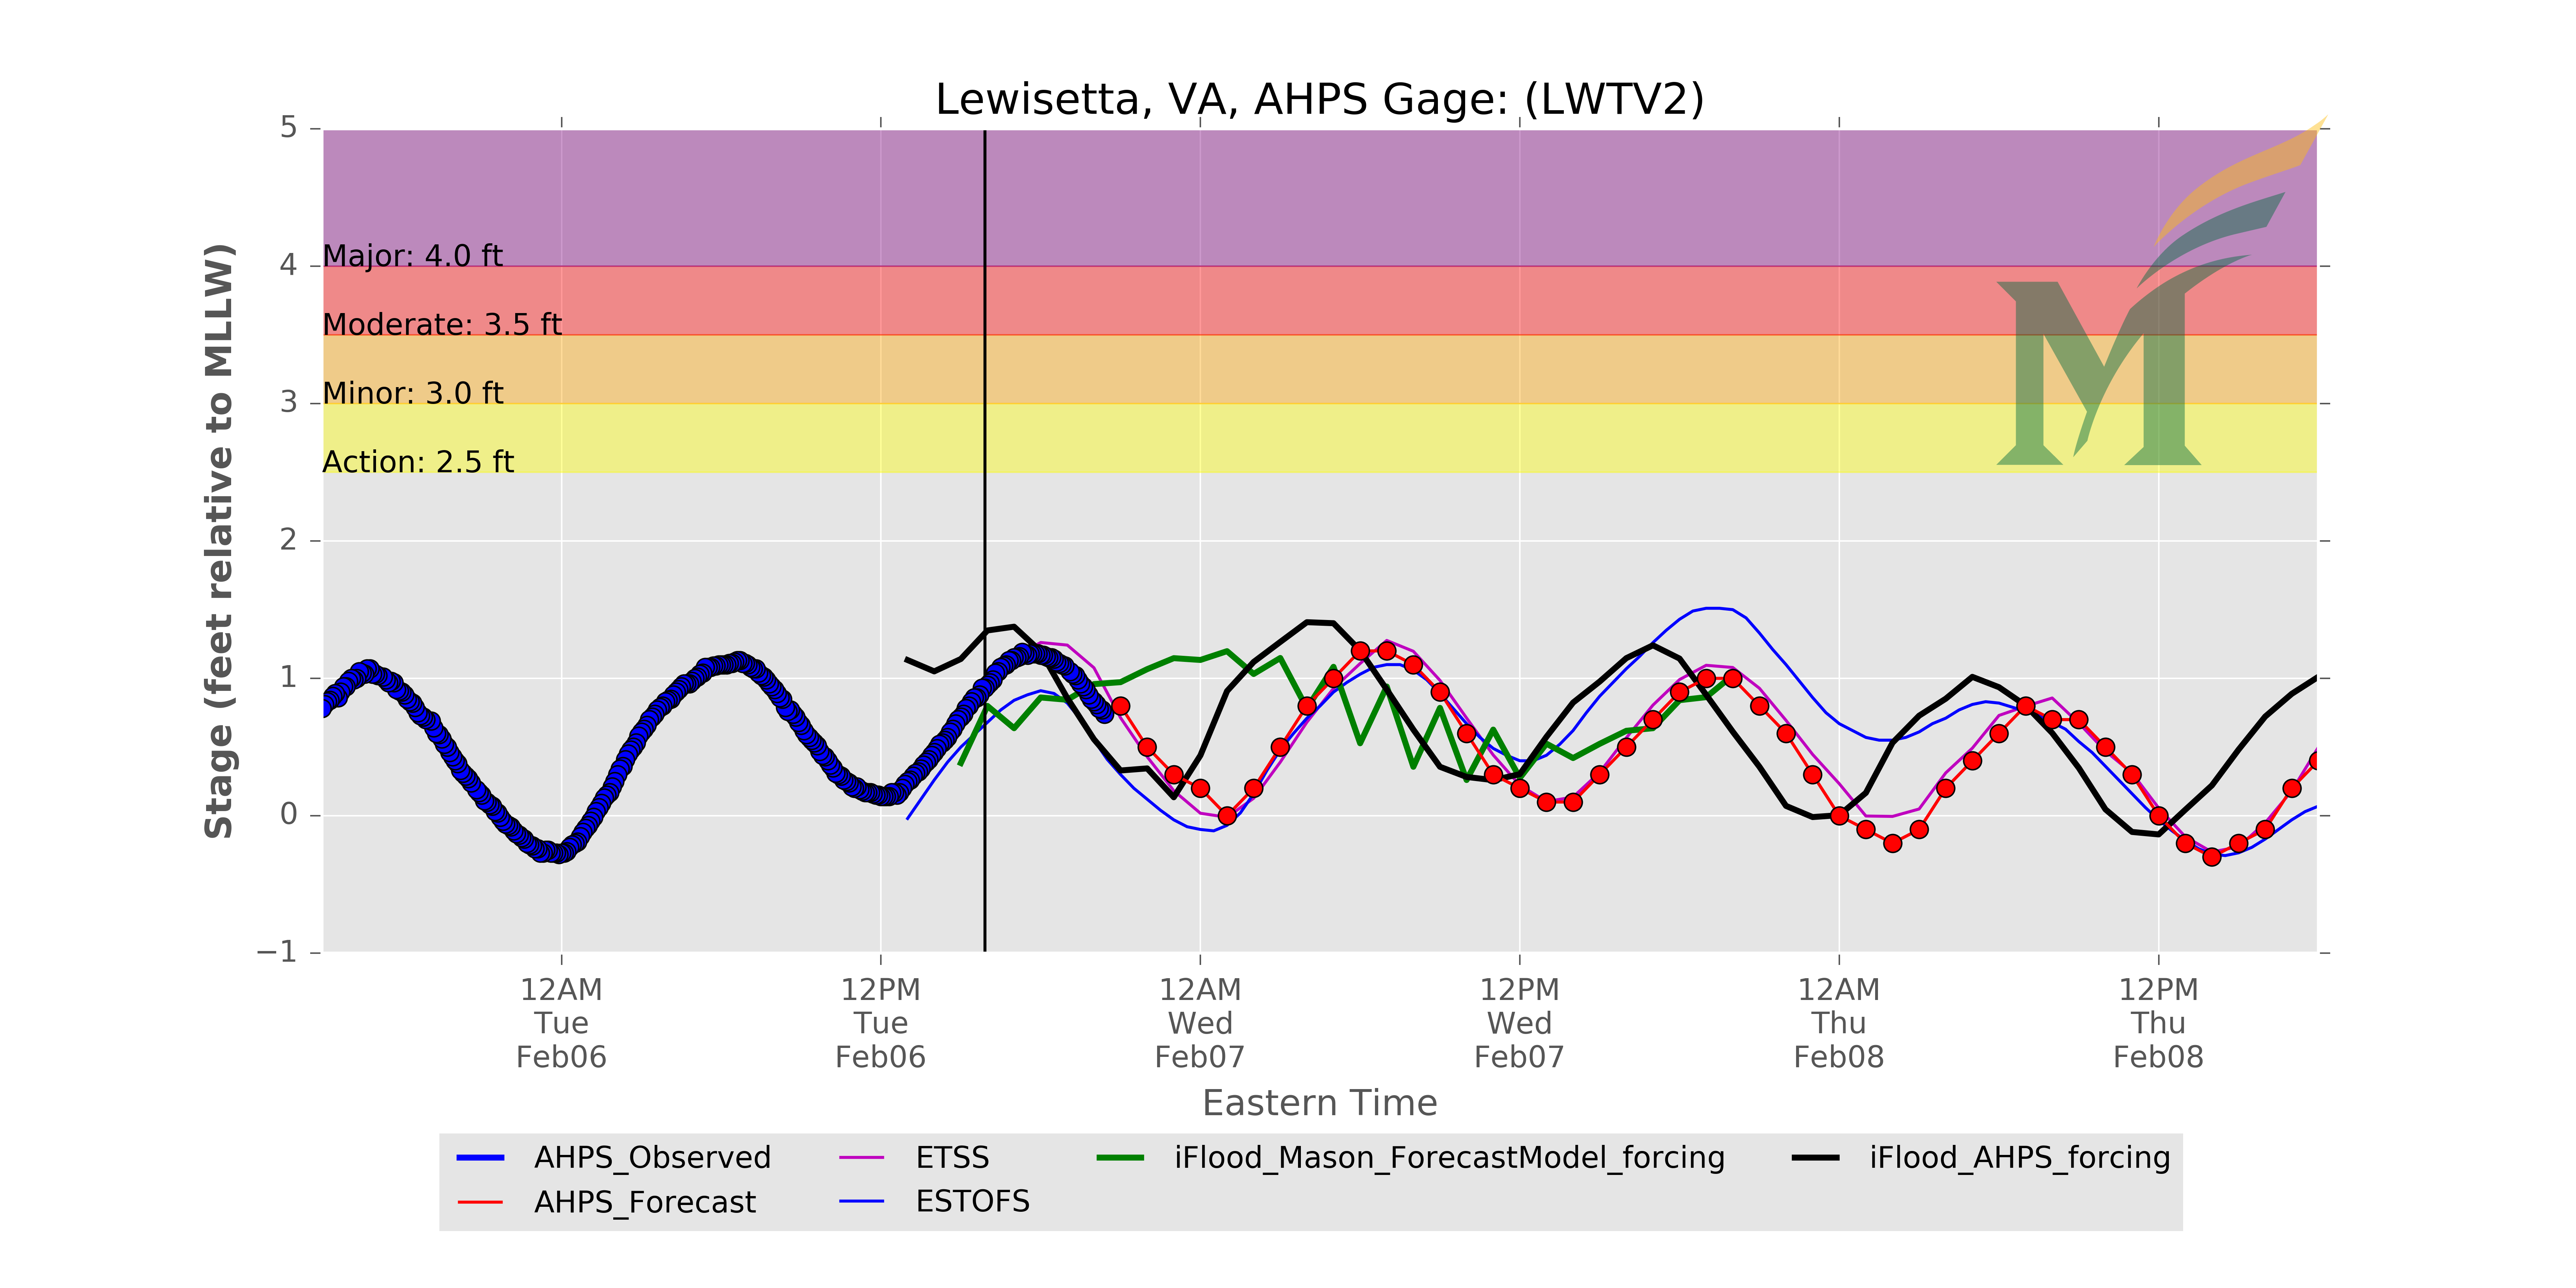 Lewisetta, VA, AHPS Gage: (LWTV2)
Stage (feet relative to MLLW)
5
4
3
2
1
0
−1
Major: 4.0 ft
Moderate: 3.5 ft
Minor: 3.0 ft
Action: 2.5 ft
12AM
Tue
Feb06
12PM
Tue
Feb06
12AM
Wed
Feb07
12PM
Wed
Feb07
12AM
Thu
Feb08
12PM
Thu
Feb08
Eastern Time
AHPS_Observed
AHPS_Forecast
ETSS
ESTOFS
iFlood_Mason_ForecastModel_forcing
iFlood_AHPS_forcing
M